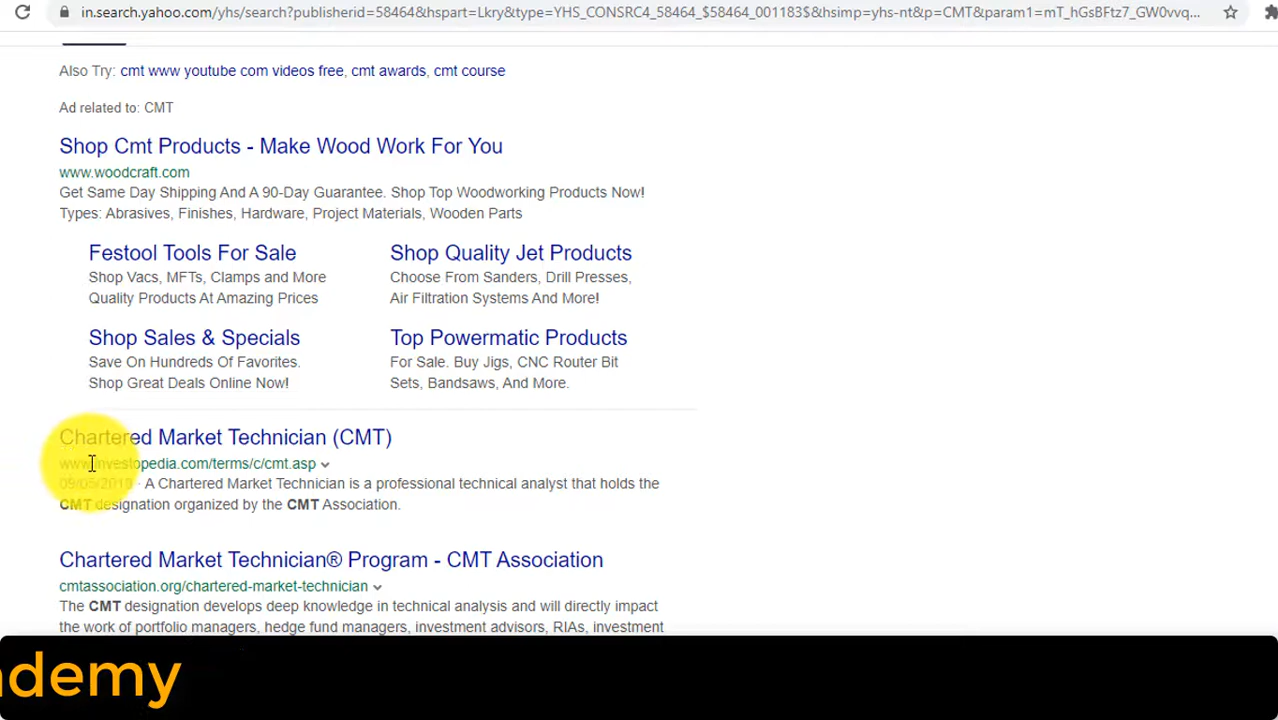 in.search.yahoo.com/yhs/search?publisherid=58464&hspart=Lkry&type=YHS_CONSRC4_58464_$58464_001183$&hsimp=yhs-nt&p=CMT&param1=mT_hGsBFtz7_GW0vvq...
Also Try: cmt www youtube com videos free, cmt awards, cmt course
Ad related to: CMT
Shop Cmt Products - Make Wood Work For You
www.woodcraft.com
Get Same Day Shipping And A 90-Day Guarantee. Shop Top Woodworking Products Now!
Types: Abrasives, Finishes, Hardware, Project Materials, Wooden Parts
Festool Tools For Sale
Shop Vacs, MFTs, Clamps and More
Quality Products At Amazing Prices
Shop Quality Jet Products
Choose From Sanders, Drill Presses,
Air Filtration Systems And More!
Shop Sales & Specials
Save On Hundreds Of Favorites.
Shop Great Deals Online Now!
Top Powermatic Products
For Sale. Buy Jigs, CNC Router Bit
Sets, Bandsaws, And More.
Chartered Market Technician (CMT)
www.investopedia.com/terms/c/cmt.asp
09/05/2019 · A Chartered Market Technician is a professional technical analyst that holds the
CMT designation organized by the CMT Association.
Chartered Market Technician® Program - CMT Association
cmtassociation.org/chartered-market-technician
The CMT designation develops deep knowledge in technical analysis and will directly impact
the work of portfolio managers, hedge fund managers, investment advisors, RIAs, investment
ademy